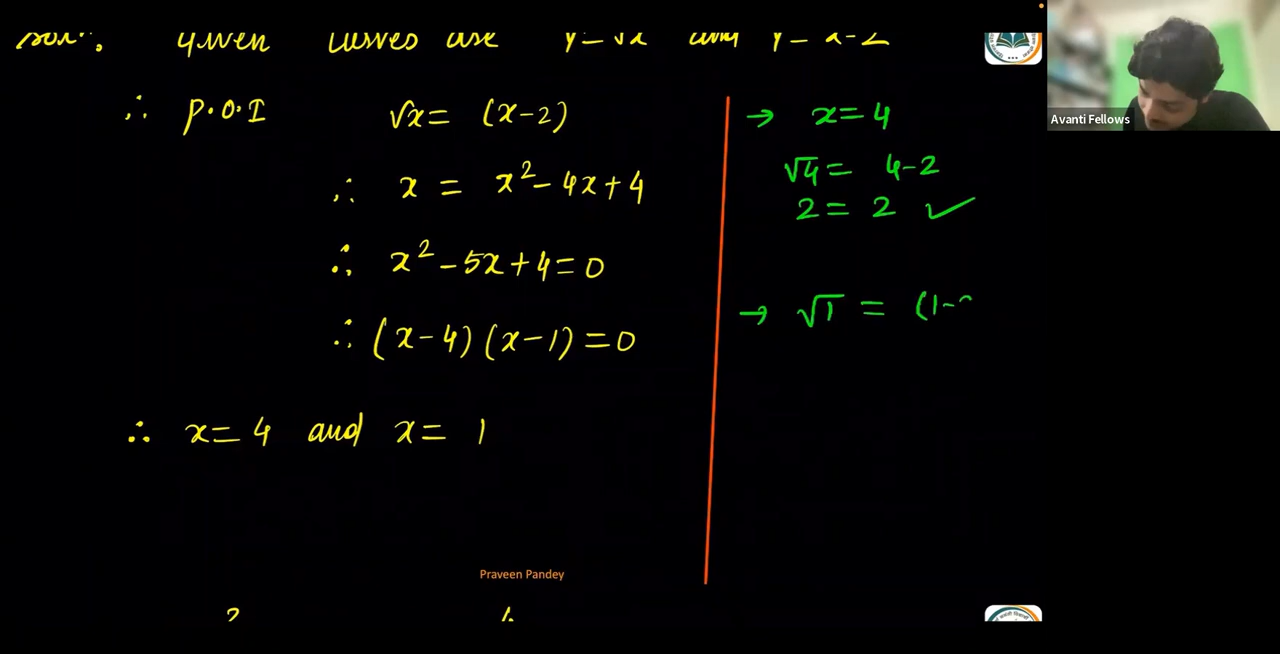 Given curves are y = √x and y = x-2
∴ P.O.I √x = (x-2)
∴ x = x² - 4x + 4
∴ x² - 5x + 4 = 0
∴ (x-4) (x-1) = 0
∴ x = 4 and x = 1
→ x = 4
√4 = 4-2
2 = 2 ✓
→ √1 = (1-
Avanti Fellows
Praveen Pandey